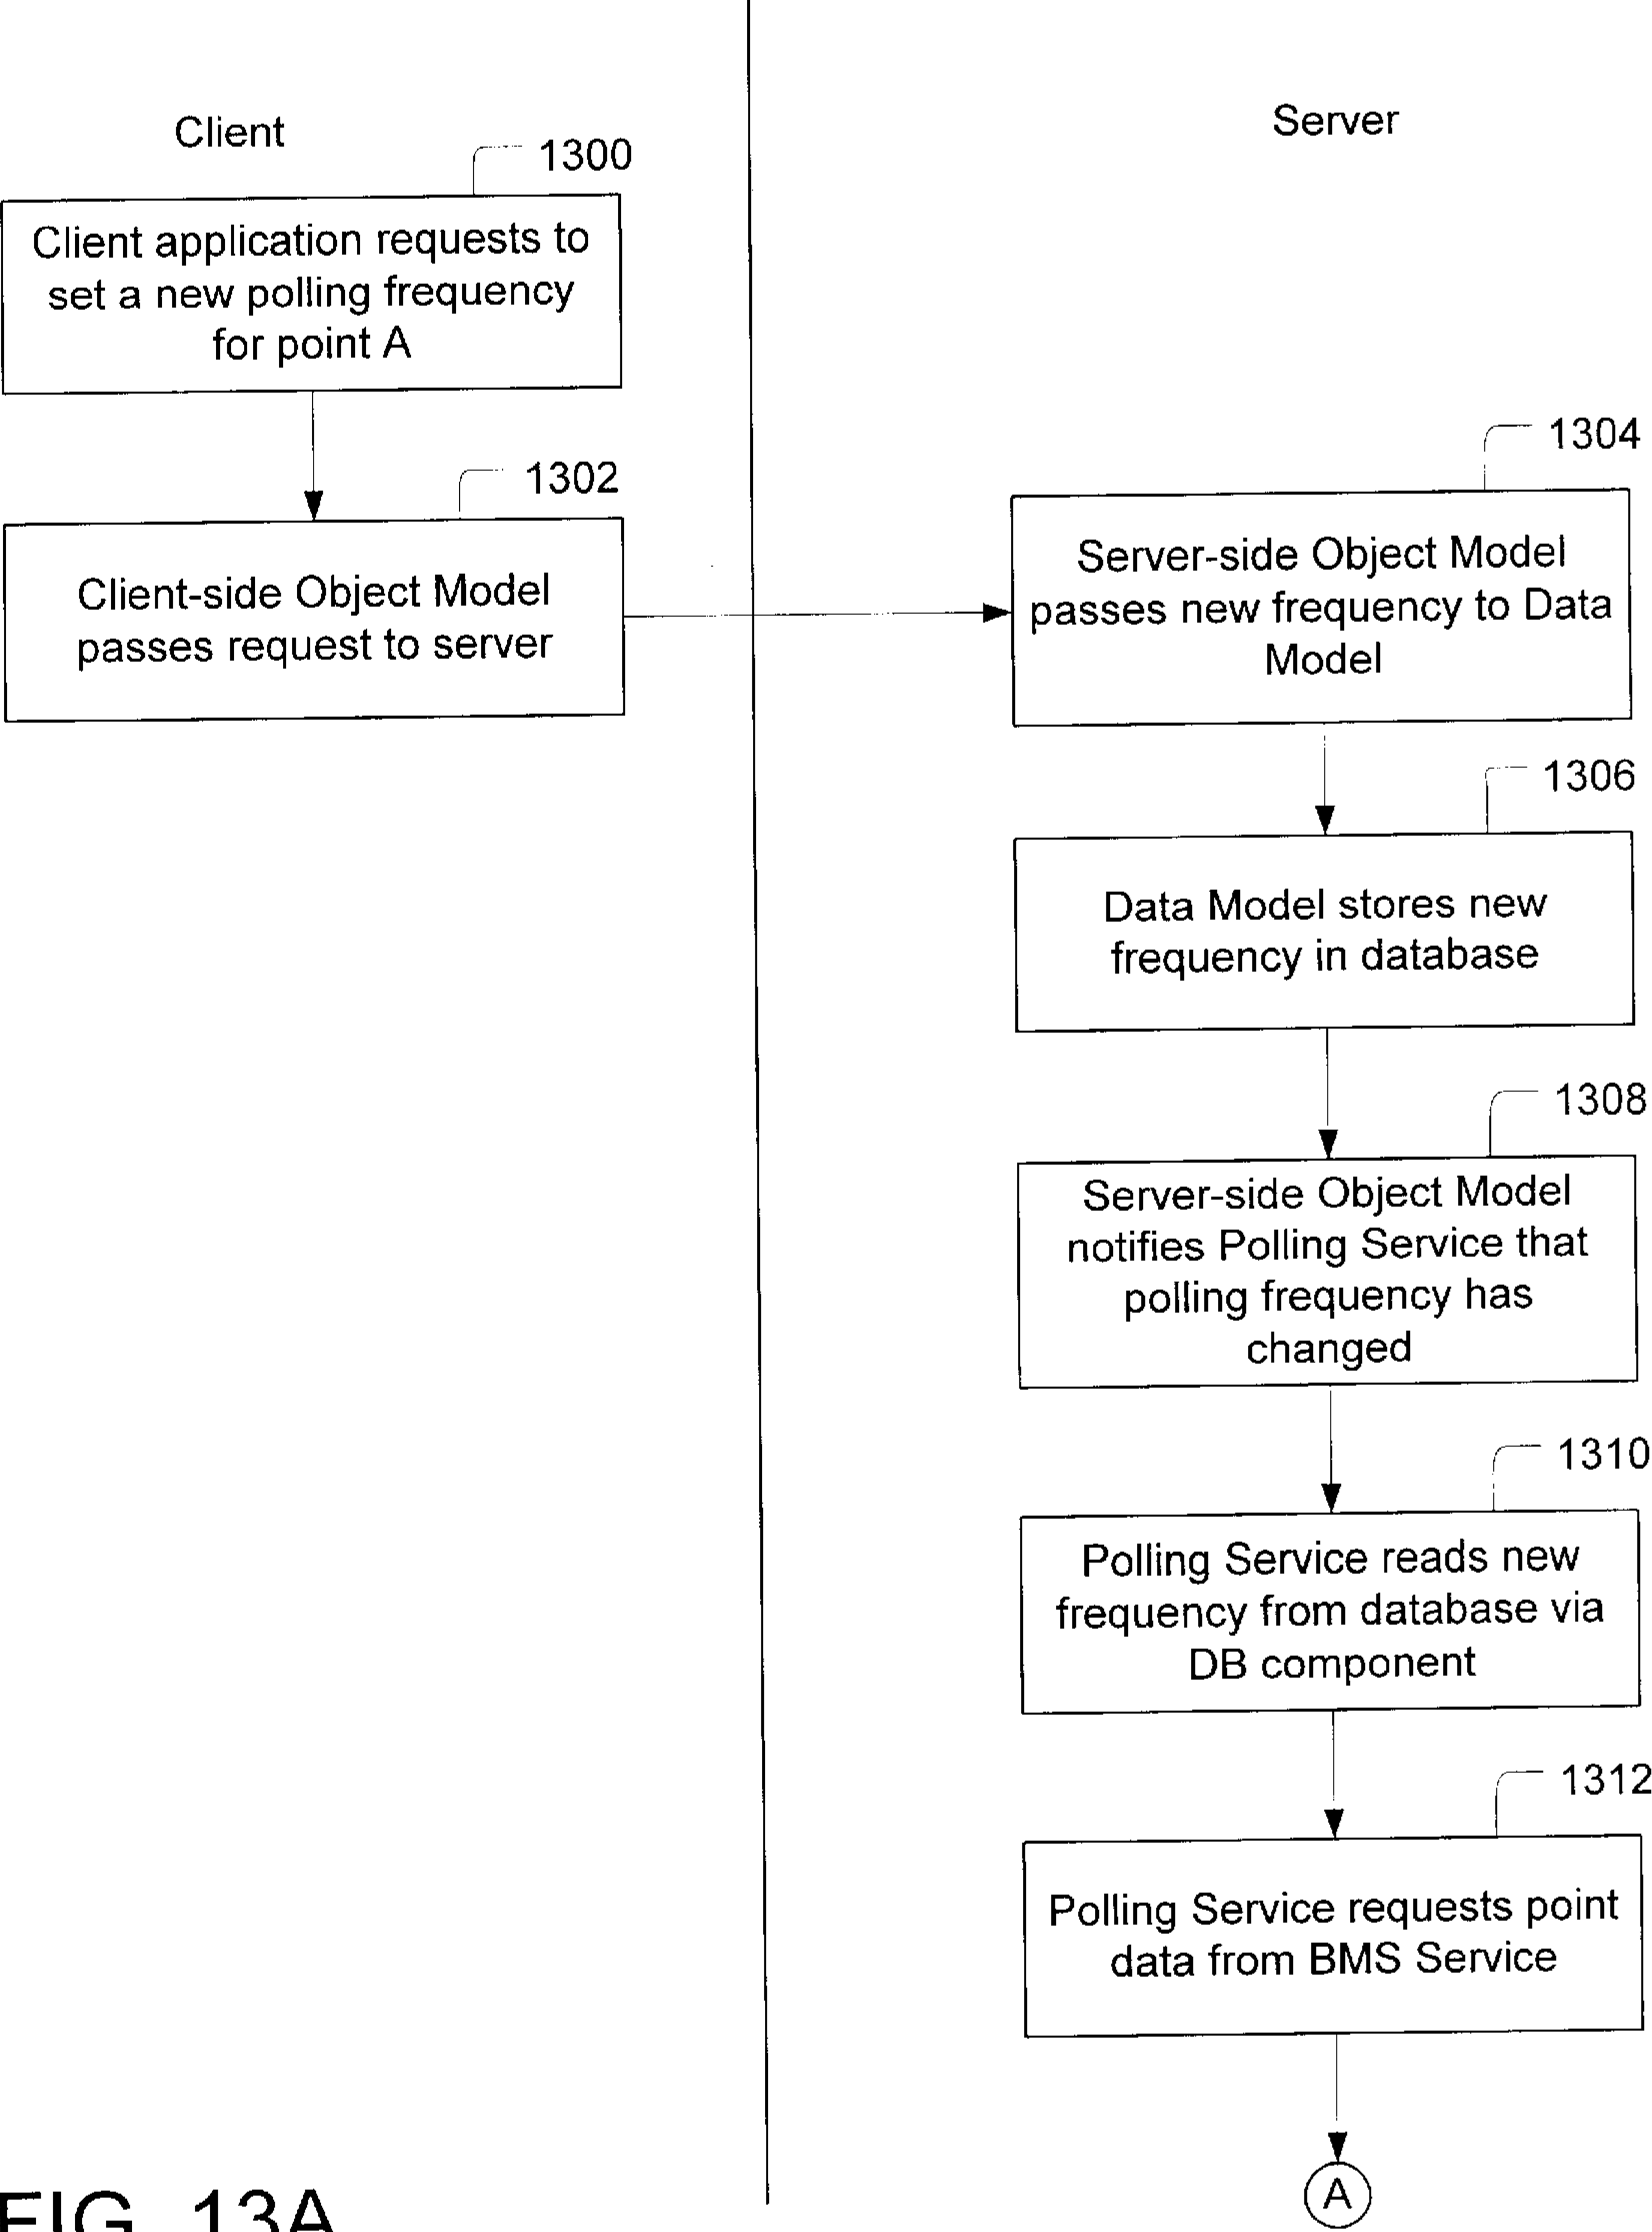 Client
1300
Client application requests to
set a new polling frequency
for point A
1302
Client-side Object Model
passes request to server
Server
1304
Server-side Object Model
passes new frequency to Data
Model
1306
Data Model stores new
frequency in database
1308
Server-side Object Model
notifies Polling Service that
polling frequency has
changed
1310
Polling Service reads new
frequency from database via
DB component
1312
Polling Service requests point
data from BMS Service
A
FIG. 13A